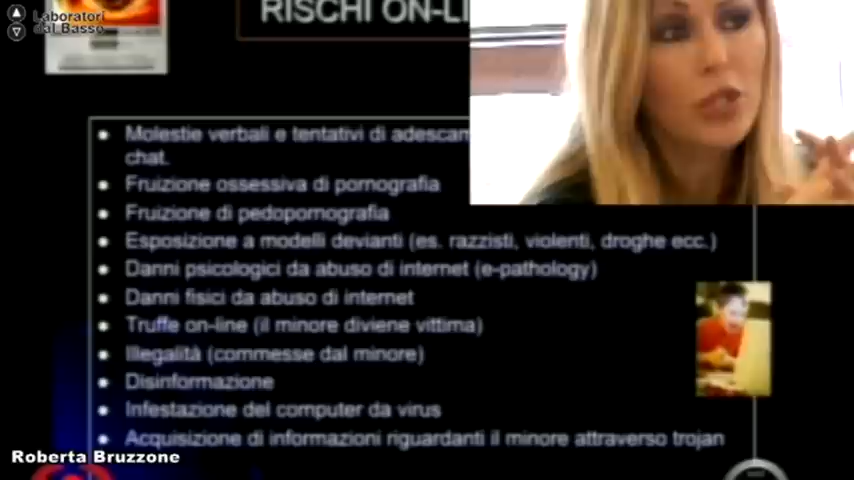 Laboratori
dal Basso
RISCHI ON-LI
Molestie verbali e tentativi di adescam
chat.
Fruizione ossessiva di pornografia
Fruizione di pedopornografia
Esposizione a modelli devianti (es. razzisti, violenti, droghe ecc.)
Danni psicologici da abuso di internet (e-pathology)
Danni fisici da abuso di internet
Truffe on-line (il minore diviene vittima)
Illegalità (commesse dal minore)
Disinformazione
Infestazione del computer da virus
Acquisizione di informazioni riguardanti il minore attraverso trojan
Roberta Bruzzone